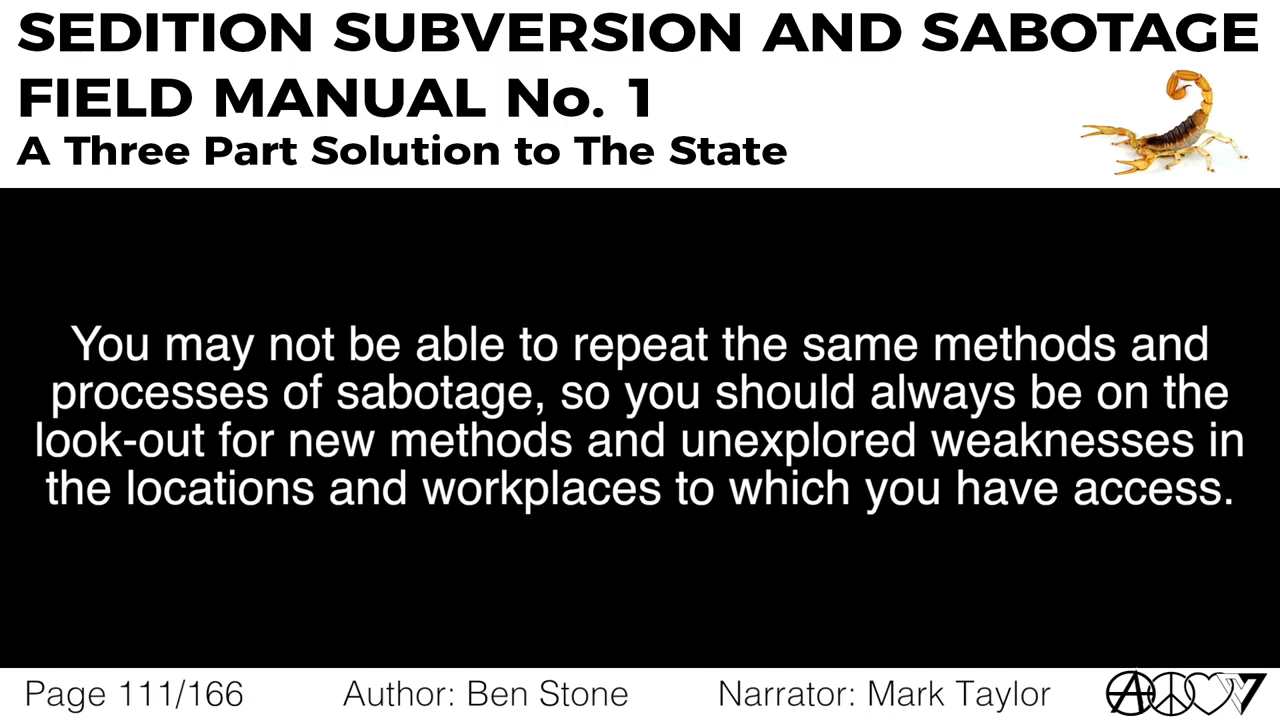 SEDITION SUBVERSION AND SABOTAGE
FIELD MANUAL No. 1
A Three Part Solution to The State
You may not be able to repeat the same methods and
processes of sabotage, so you should always be on the
look-out for new methods and unexplored weaknesses in
the locations and workplaces to which you have access.
Page 111/166 Author: Ben Stone Narrator: Mark Taylor